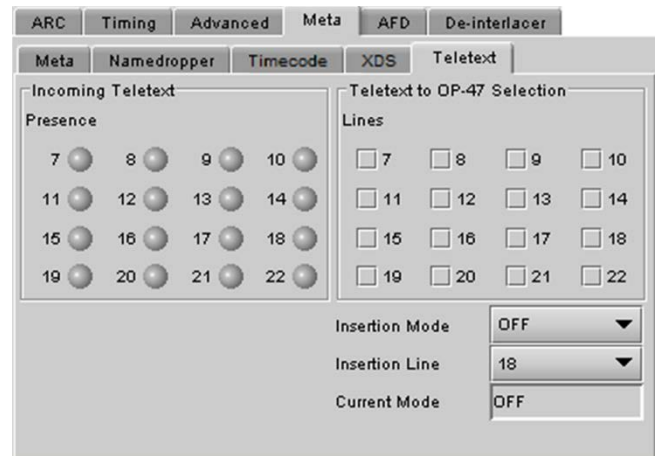 ARC Timing Advanced Meta AFD De-interlacer
Meta Namedropper Timecode XDS Teletext
Incoming Teletext
Presence
7 8 9 10
11 12 13 14
15 16 17 18
19 20 21 22
Teletext to OP-47 Selection
Lines
7 8 9 10
11 12 13 14
15 16 17 18
19 20 21 22
Insertion Mode OFF
Insertion Line 18
Current Mode OFF